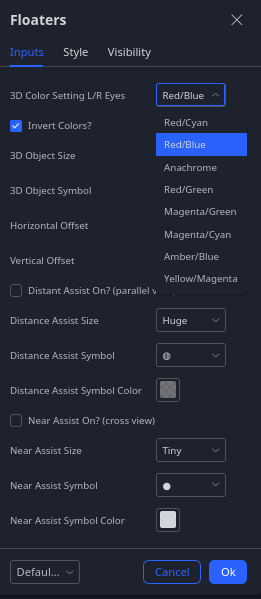 Floaters
Inputs Style Visibility
3D Color Setting L/R Eyes Red/Blue
Invert Colors?
Red/Cyan
Red/Blue
3D Object Size
Anachrome
Red/Green
3D Object Symbol
Magenta/Green
Horizontal Offset
Magenta/Cyan
Amber/Blue
Vertical Offset
Yellow/Magenta
Distant Assist On? (parallel
Distance Assist Size Huge
Distance Assist Symbol ◍
Distance Assist Symbol Color
Near Assist On? (cross view)
Near Assist Size Tiny
Near Assist Symbol ●
Near Assist Symbol Color
Defaul... Cancel Ok